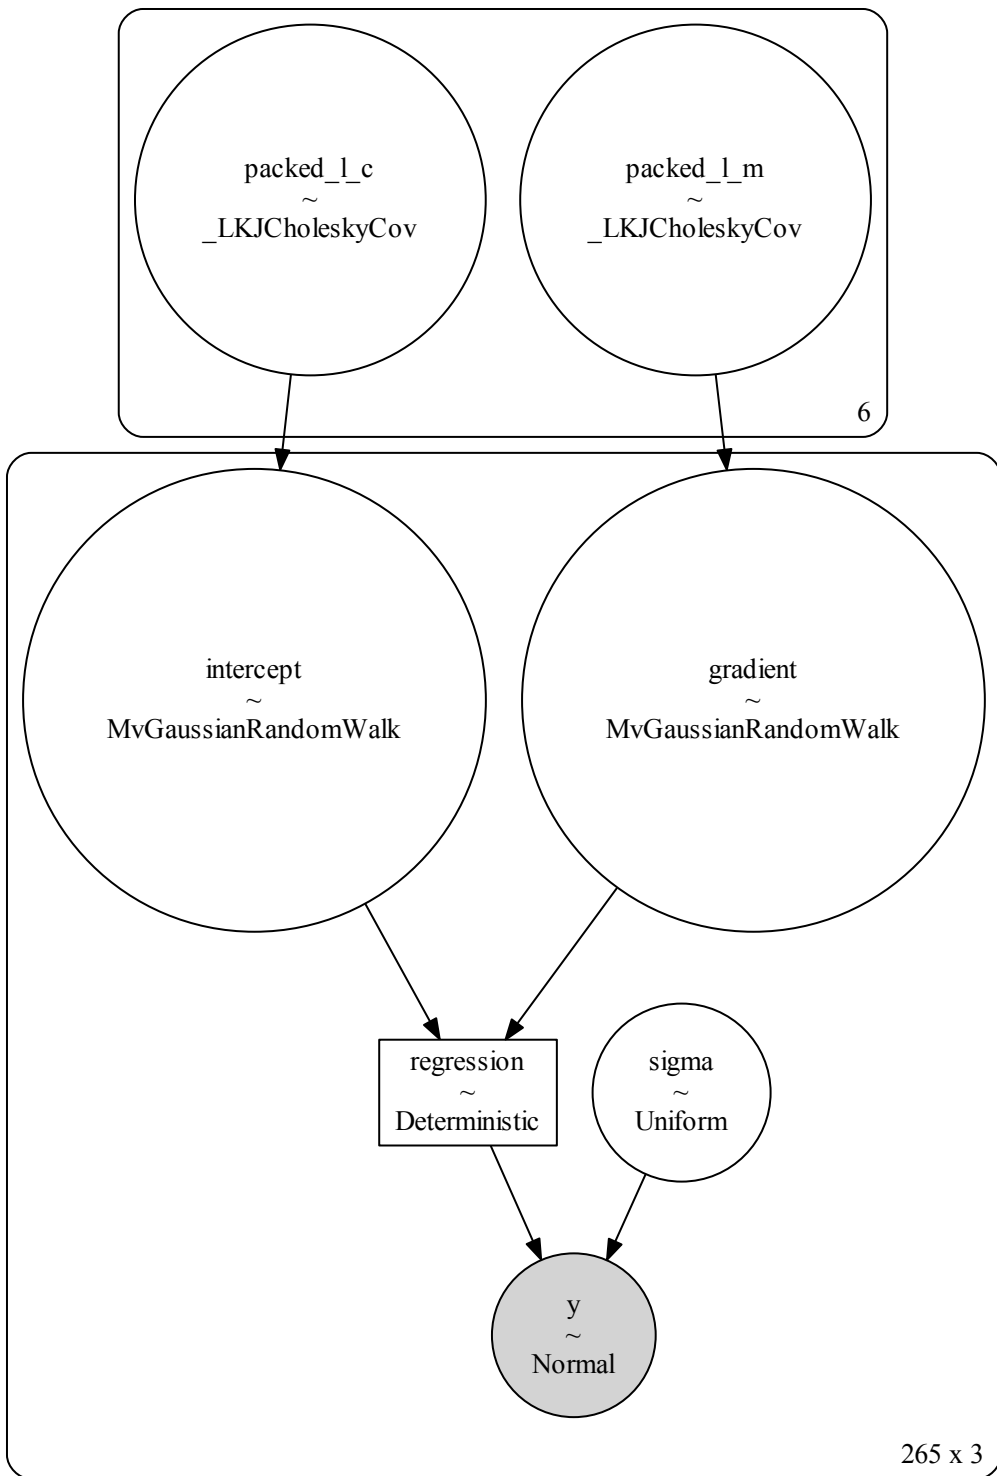 packed_l_c
~
_LKJCholeskyCov
packed_l_m
~
_LKJCholeskyCov
6
intercept
~
MvGaussianRandomWalk
gradient
~
MvGaussianRandomWalk
regression
~
Deterministic
sigma
~
Uniform
y
~
Normal
265 x 3